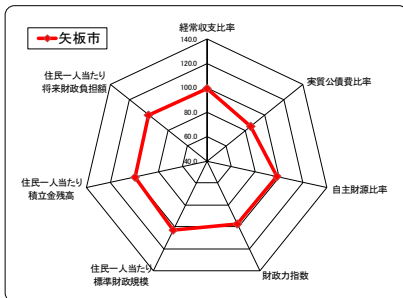 矢板市
経常収支比率
140.0
120.0
100.0
80.0
60.0
40.0
実質公債費比率
自主財源比率
財政力指数
住民一人当たり
標準財政規模
住民一人当たり
積立金残高
住民一人当たり
将来財政負担額